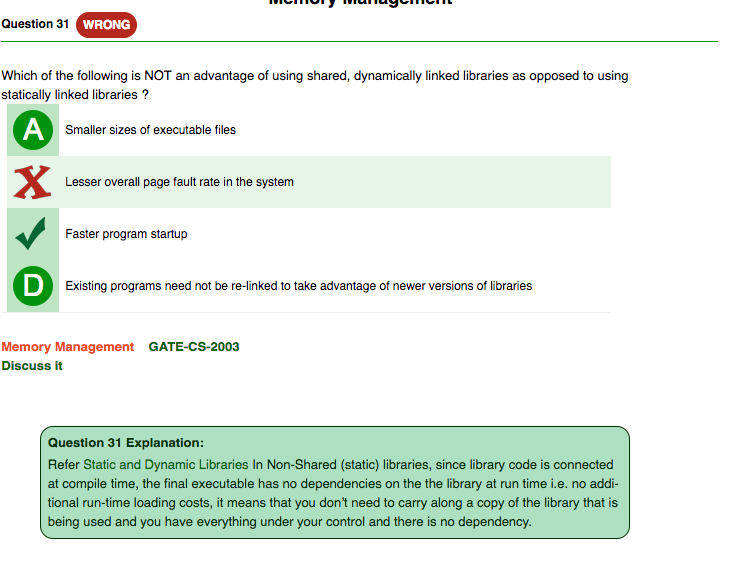 Memory Management
Question 31 WRONG
Which of the following is NOT an advantage of using shared, dynamically linked libraries as opposed to using
statically linked libraries ?
A Smaller sizes of executable files
X Lesser overall page fault rate in the system
Faster program startup
D Existing programs need not be re-linked to take advantage of newer versions of libraries
Memory Management GATE-CS-2003
Discuss it
Question 31 Explanation:
Refer Static and Dynamic Libraries In Non-Shared (static) libraries, since library code is connected
at compile time, the final executable has no dependencies on the the library at run time i.e. no addi-
tional run-time loading costs, it means that you don’t need to carry along a copy of the library that is
being used and you have everything under your control and there is no dependency.